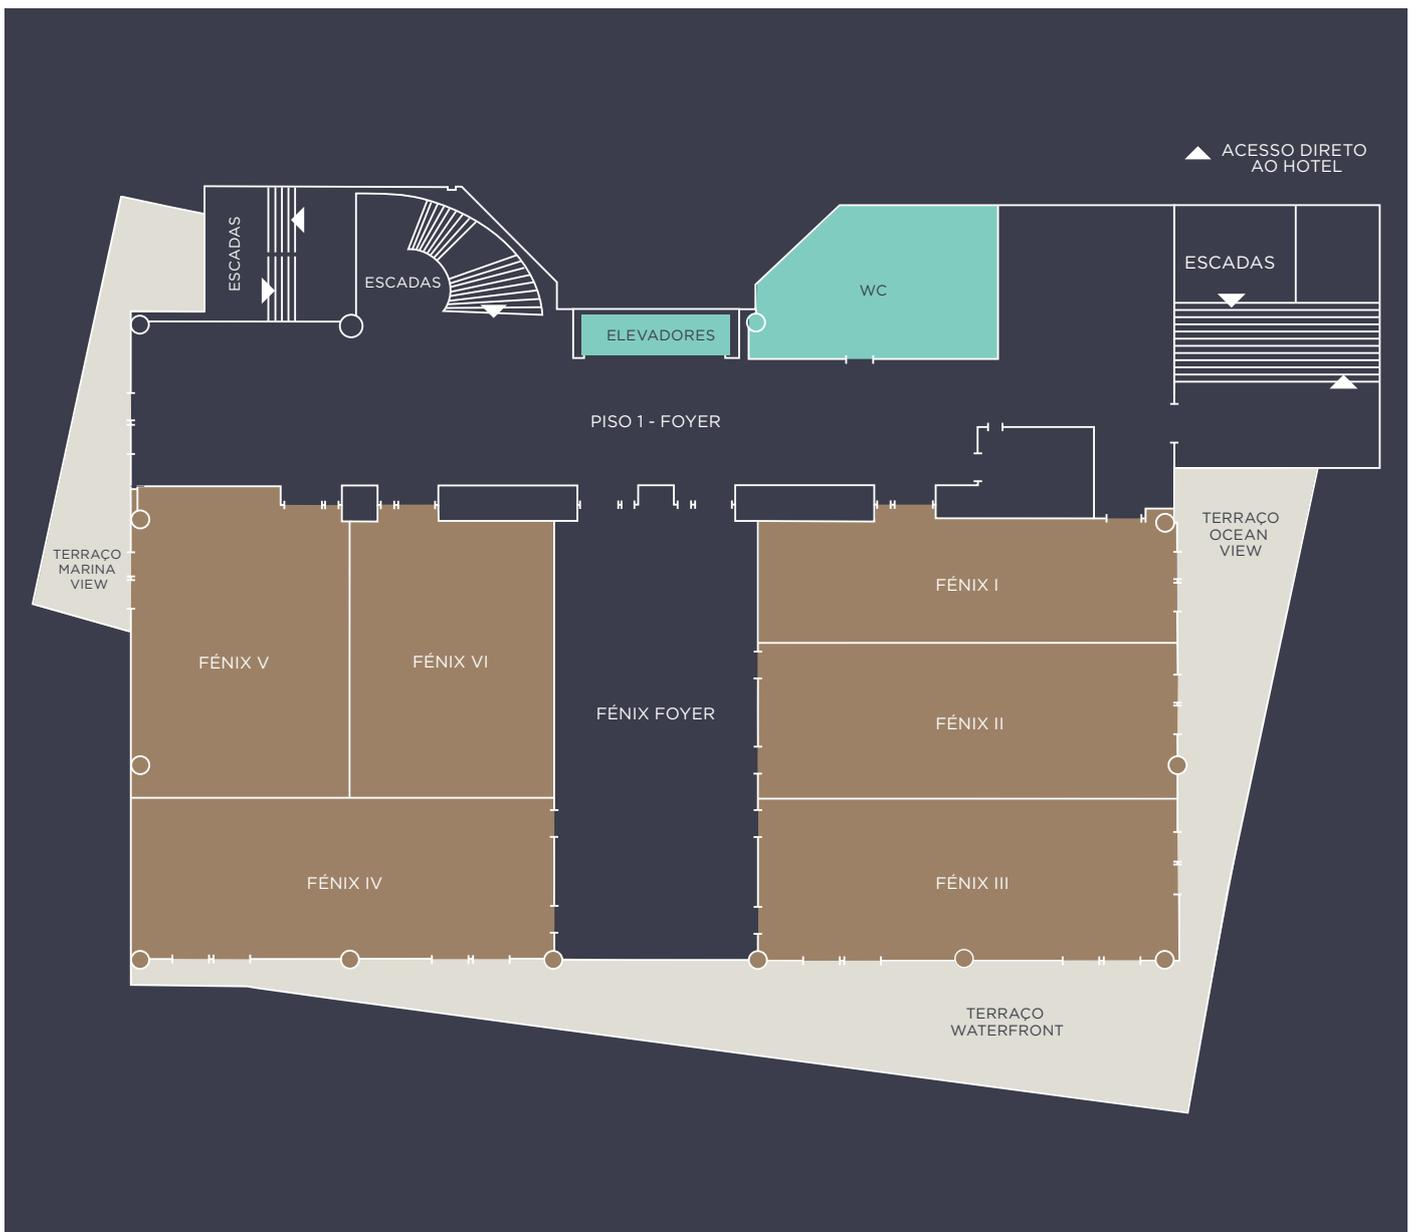 ACESSO DIRETO
AO HOTEL
ESCADAS
ESCADAS
ESCADAS
WC
ELEVADORES
PISO 1 - FOYER
TERRAÇO
OCEAN
VIEW
TERRAÇO
MARINA
VIEW
FÉNIX I
FÉNIX V
FÉNIX VI
FÉNIX FOYER
FÉNIX II
FÉNIX IV
FÉNIX III
TERRAÇO
WATERFRONT